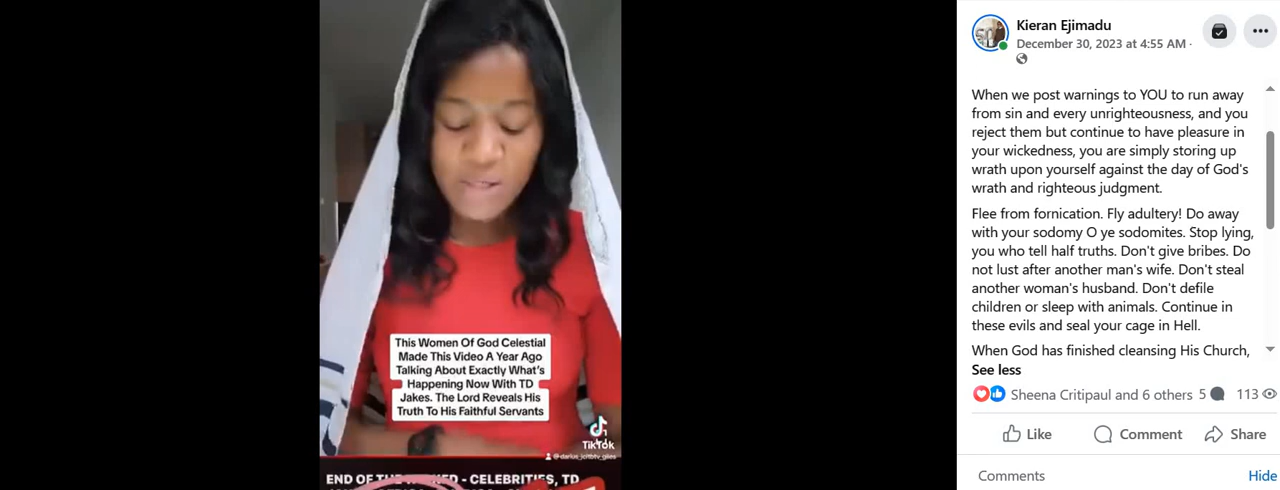 This Women Of God Celestial
Made This Video A Year Ago
Talking About Exactly What's
Happening Now With TD
Jakes. The Lord Reveals His
Truth To His Faithful Servants
TikTok
@darius_jcltbtv_giles
END OF THE WICKED - CELEBRITIES, TD
Kieran Ejimadu
December 30, 2023 at 4:55 AM ·
When we post warnings to YOU to run away
from sin and every unrighteousness, and you
reject them but continue to have pleasure in
your wickedness, you are simply storing up
wrath upon yourself against the day of God's
wrath and righteous judgment.
Flee from fornication. Fly adultery! Do away
with your sodomy O ye sodomites. Stop lying,
you who tell half truths. Don't give bribes. Do
not lust after another man's wife. Don't steal
another woman's husband. Don't defile
children or sleep with animals. Continue in
these evils and seal your cage in Hell.
When God has finished cleansing His Church,
See less
Sheena Critipaul and 6 others 5 113
Like Comment Share
Comments Hide